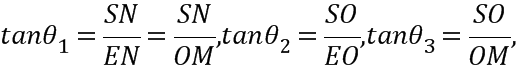 tanθ₁ = SN/EN = SN/OM, tanθ₂ = SO/EO, tanθ₃ = SO/OM,